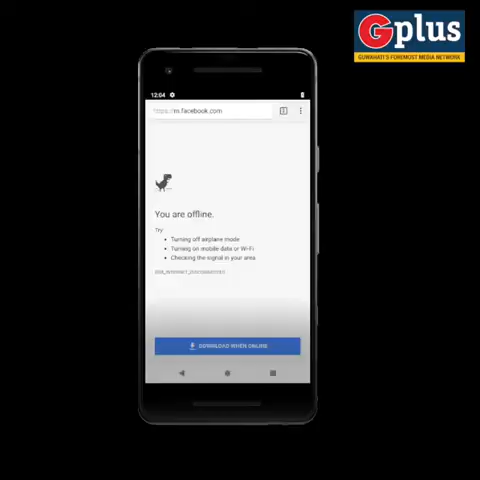 Gplus
GUWAHATI'S FOREMOST MEDIA NETWORK
12:04
https://m.facebook.com
You are offline.
Try
• Turning off airplane mode
• Turning on mobile data or Wi-Fi
• Checking the signal in your area
ERR_INTERNET_DISCONNECTED
DOWNLOAD WHEN ONLINE